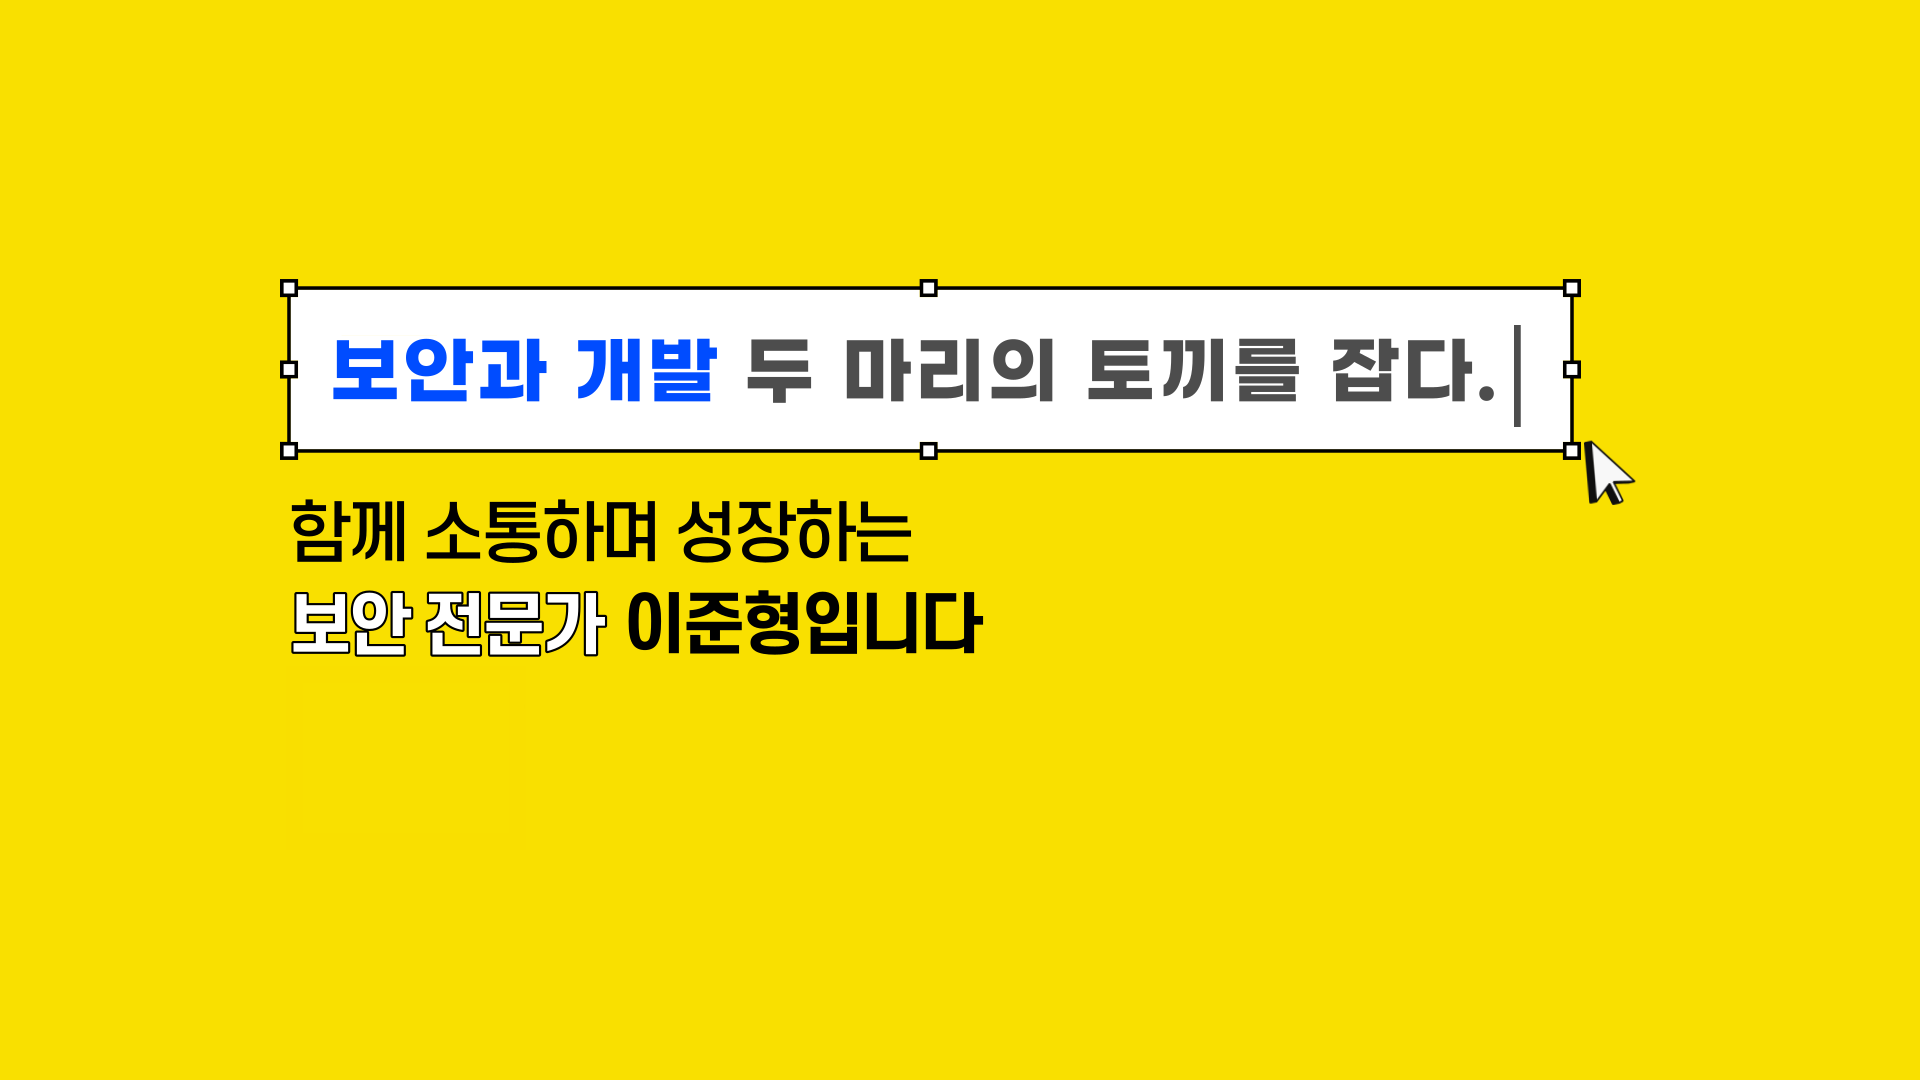 보안과 개발 두 마리의 토끼를 잡다.
함께 소통하며 성장하는
보안 전문가 이준형입니다